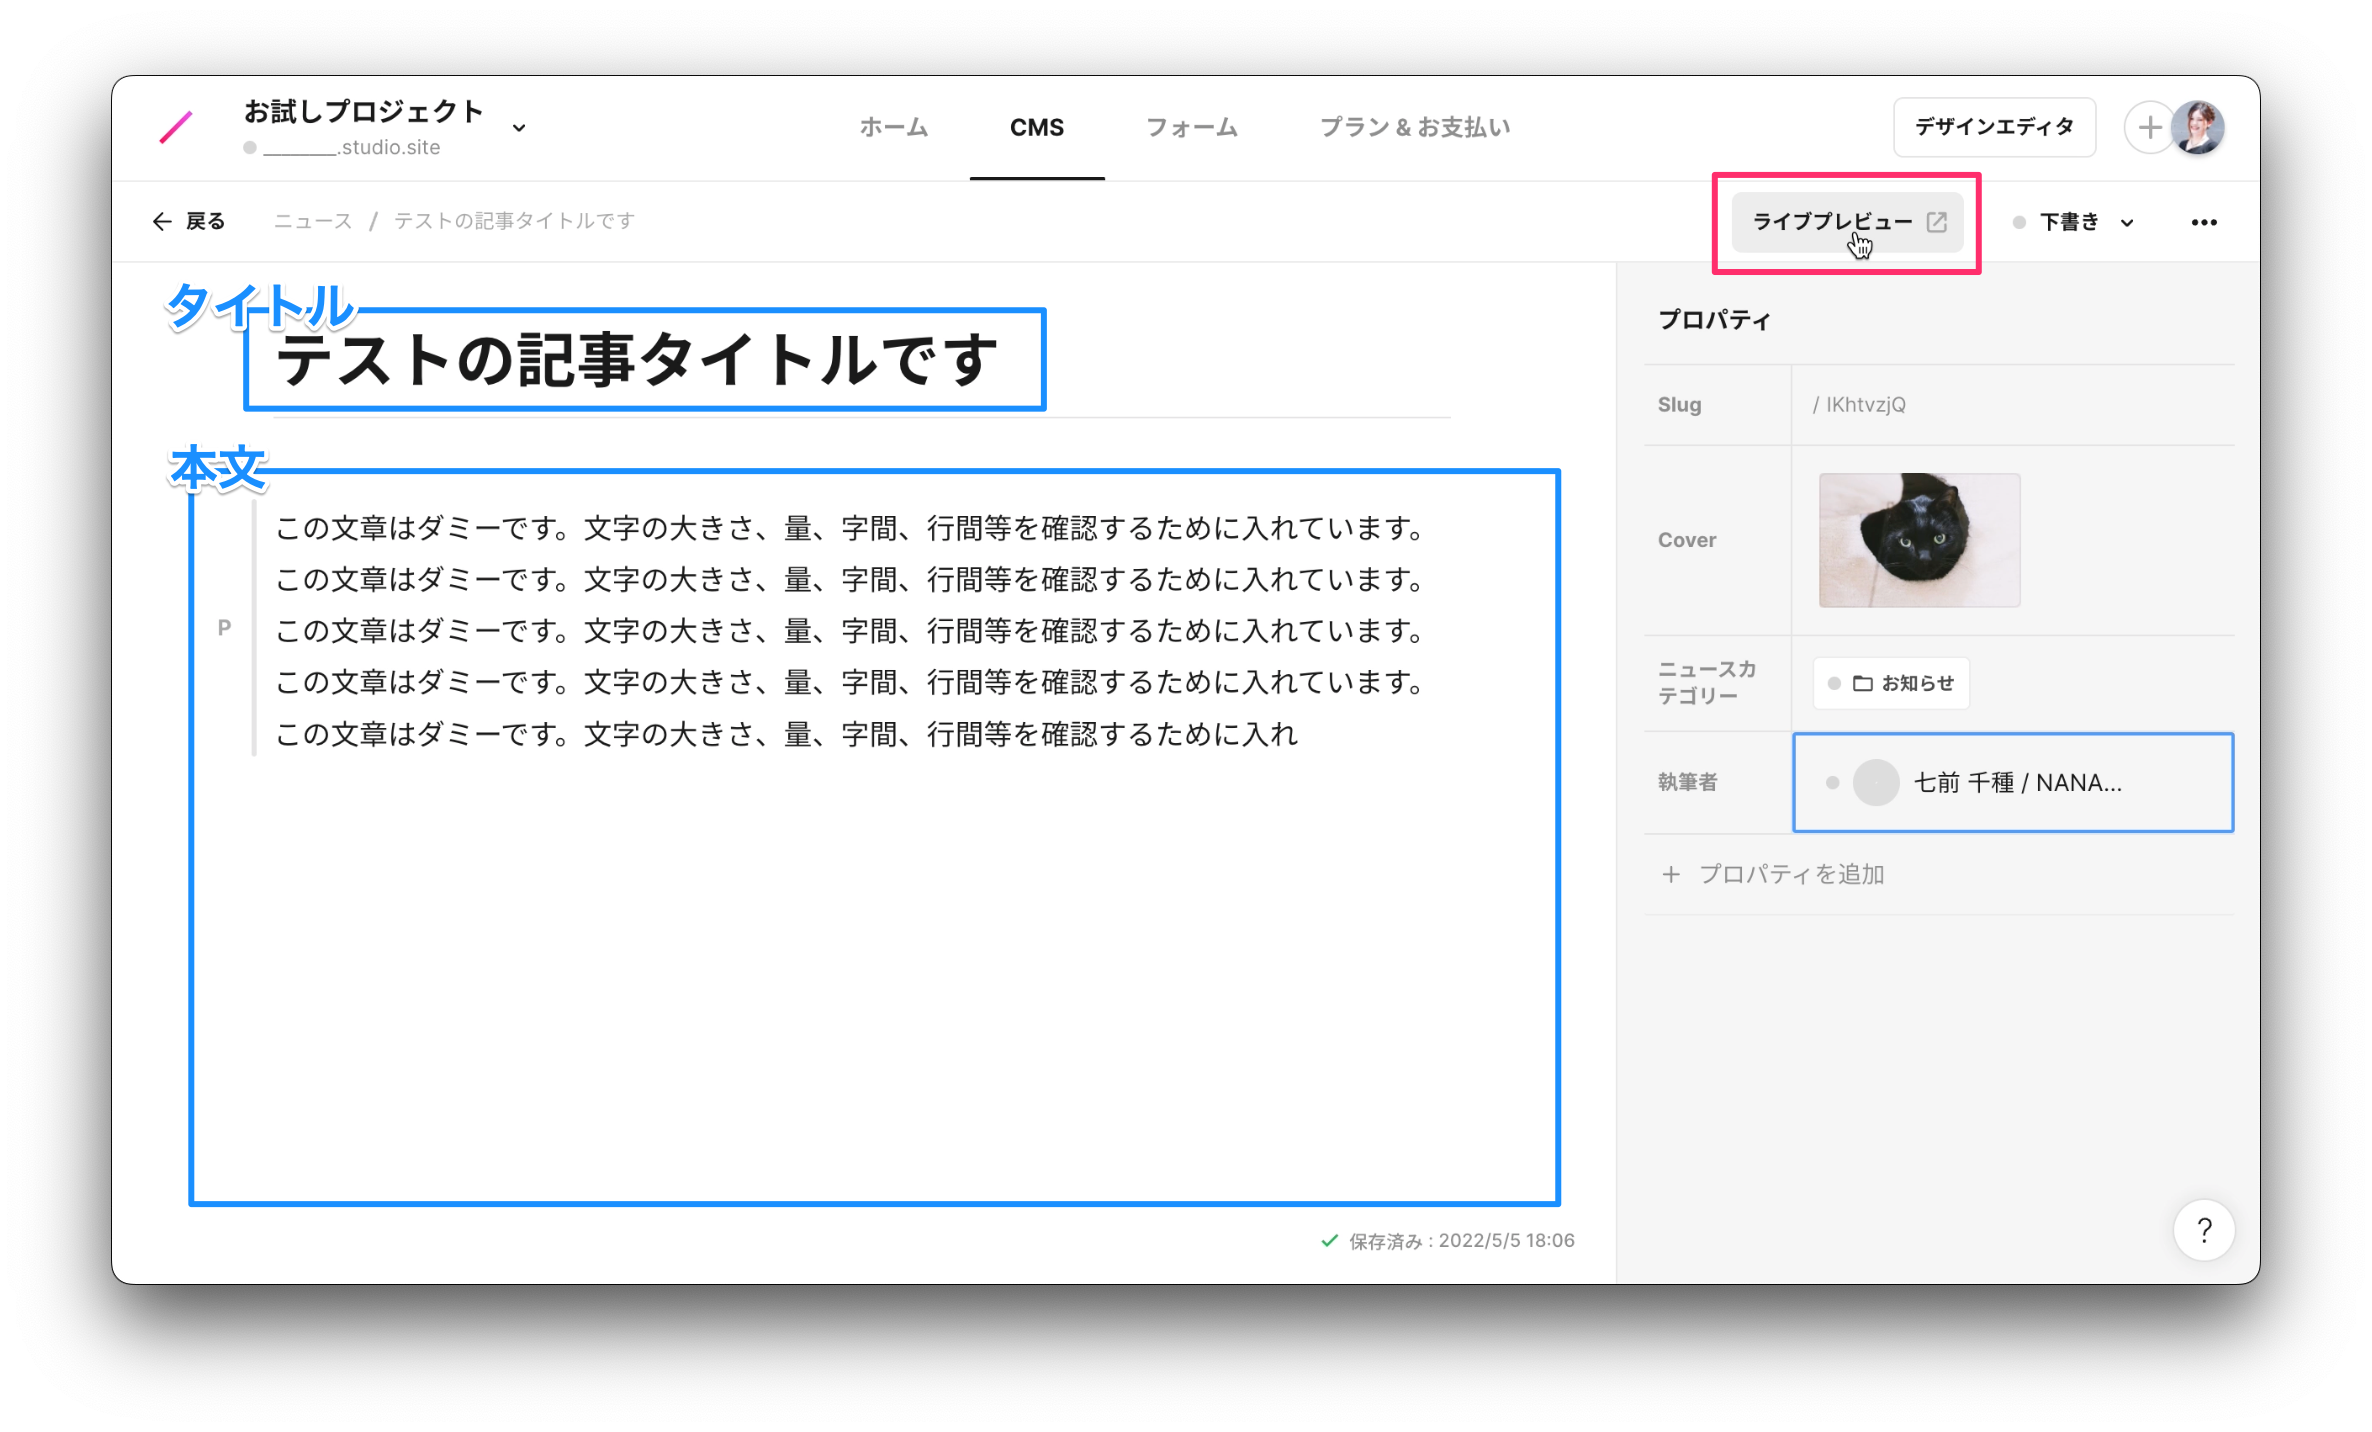 お試しプロジェクト
________.studio.site
ホーム
CMS
フォーム
プラン & お支払い
デザインエディタ
戻る
ニュース / テストの記事タイトルです
ライブプレビュー
下書き
タイトル
テストの記事タイトルです
本文
P
この文章はダミーです。文字の大きさ、量、字間、行間等を確認するために入れています。
この文章はダミーです。文字の大きさ、量、字間、行間等を確認するために入れています。
この文章はダミーです。文字の大きさ、量、字間、行間等を確認するために入れています。
この文章はダミーです。文字の大きさ、量、字間、行間等を確認するために入れています。
この文章はダミーです。文字の大きさ、量、字間、行間等を確認するために入れ
保存済み : 2022/5/5 18:06
プロパティ
Slug
/ IKhtvzjQ
Cover
ニュースカ
テゴリー
お知らせ
執筆者
七前 千種 / NANA...
+ プロパティを追加
?